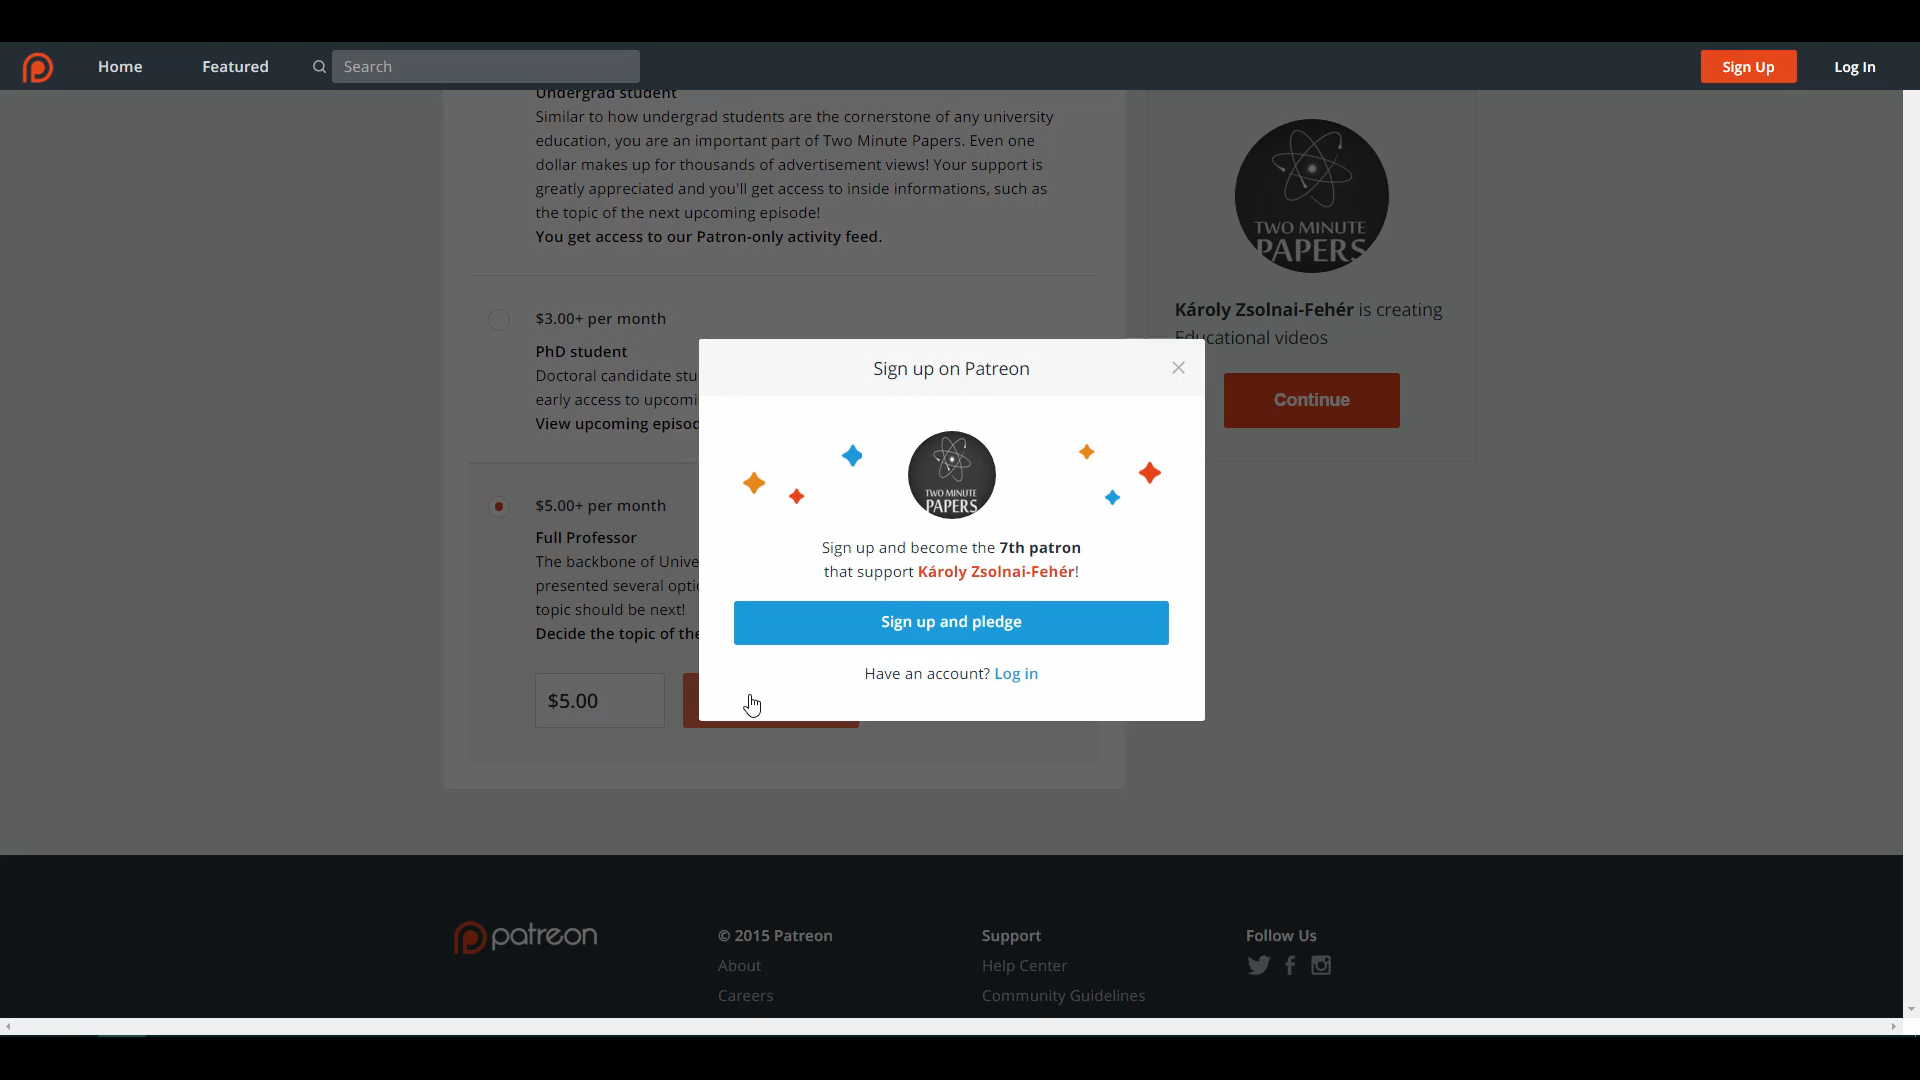 Home
Featured
Search
Sign Up
Log In
Undergrad student
Similar to how undergrad students are the cornerstone of any university
education, you are an important part of Two Minute Papers. Even one
dollar makes up for thousands of advertisement views! Your support is
greatly appreciated and you'll get access to inside informations, such as
the topic of the next upcoming episode!
You get access to our Patron-only activity feed.
$3.00+ per month
PhD student
Doctoral candidate
early access to
View upcoming
$5.00+ per month
Full Professor
The backbone of
presented several
topic should be next!
Decide the topic of the
$5.00
TWO MINUTE
PAPERS
Károly Zsolnai-Fehér is creating
Educational videos
Continue
Sign up on Patreon
TWO MINUTE
PAPERS
Sign up and become the 7th patron
that support Károly Zsolnai-Fehér!
Sign up and pledge
Have an account? Log in
patreon
© 2015 Patreon
About
Careers
Support
Help Center
Community Guidelines
Follow Us